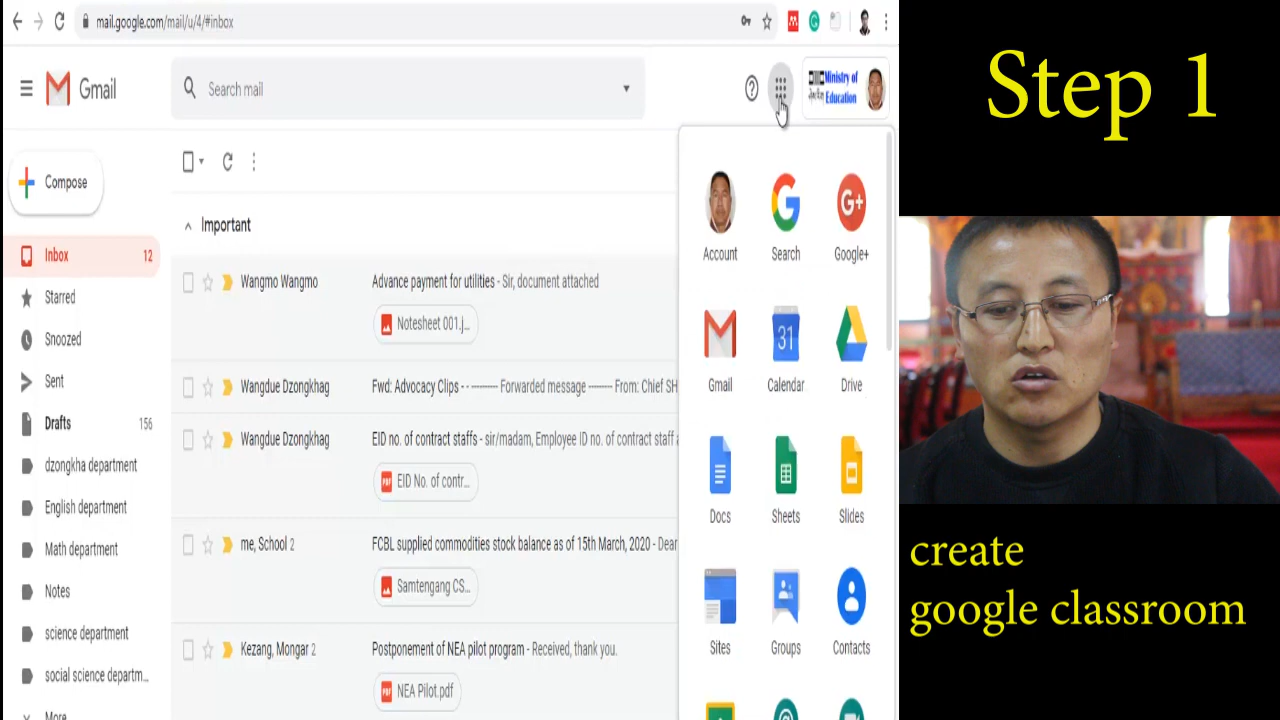 mail.google.com/mail/u/4/#inbox
Gmail
Search mail
Ministry of
Education
Step 1
Compose
Important
Inbox 12
Starred
Snoozed
Sent
Drafts 156
dzongkha department
English department
Math department
Notes
science department
social science departm...
More
Wangmo Wangmo Advance payment for utilities - Sir, document attached
Notesheet 001.j...
Wangdue Dzongkhag Fwd: Advocacy Clips - - --------- Forwarded message --------- From: Chief SH
Wangdue Dzongkhag EID no. of contract staffs - sir/madam, Employee ID no. of contract staff a
PDF EID No. of contr...
me, School 2 FCBL supplied commodities stock balance as of 15th March, 2020 - Dear
Samtengang CS...
Kezang, Mongar 2 Postponement of NEA pilot program - Received, thank you.
PDF NEA Pilot.pdf
G+
Account Search Google+
31
Gmail Calendar Drive
Docs Sheets Slides
Sites Groups Contacts
create
google classroom